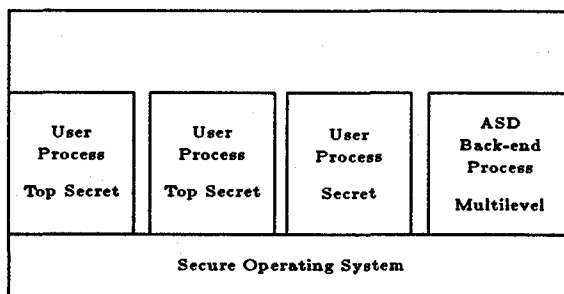 User
Process
Top Secret
User
Process
Top Secret
User
Process
Secret
ASD
Back-end
Process
Multilevel
Secure Operating System